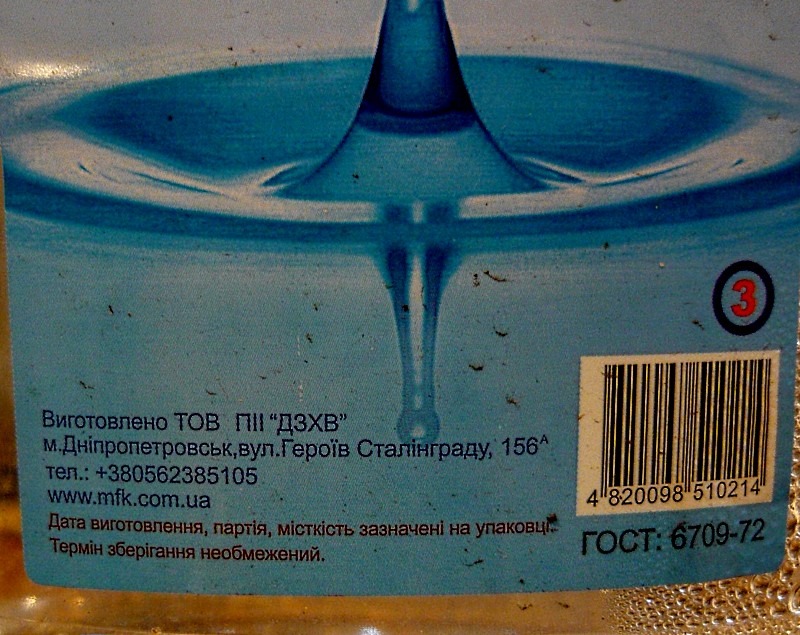 3
Виготовлено ТОВ ПІІ “ДЗХВ”
м.Дніпропетровськ,вул.Героїв Сталінграду, 156А
тел.: +380562385105
www.mfk.com.ua
Дата виготовлення, партія, місткість зазначені на упаковці.
Термін зберігання необмежений.
4 820098 510214
ГОСТ: 6709-72